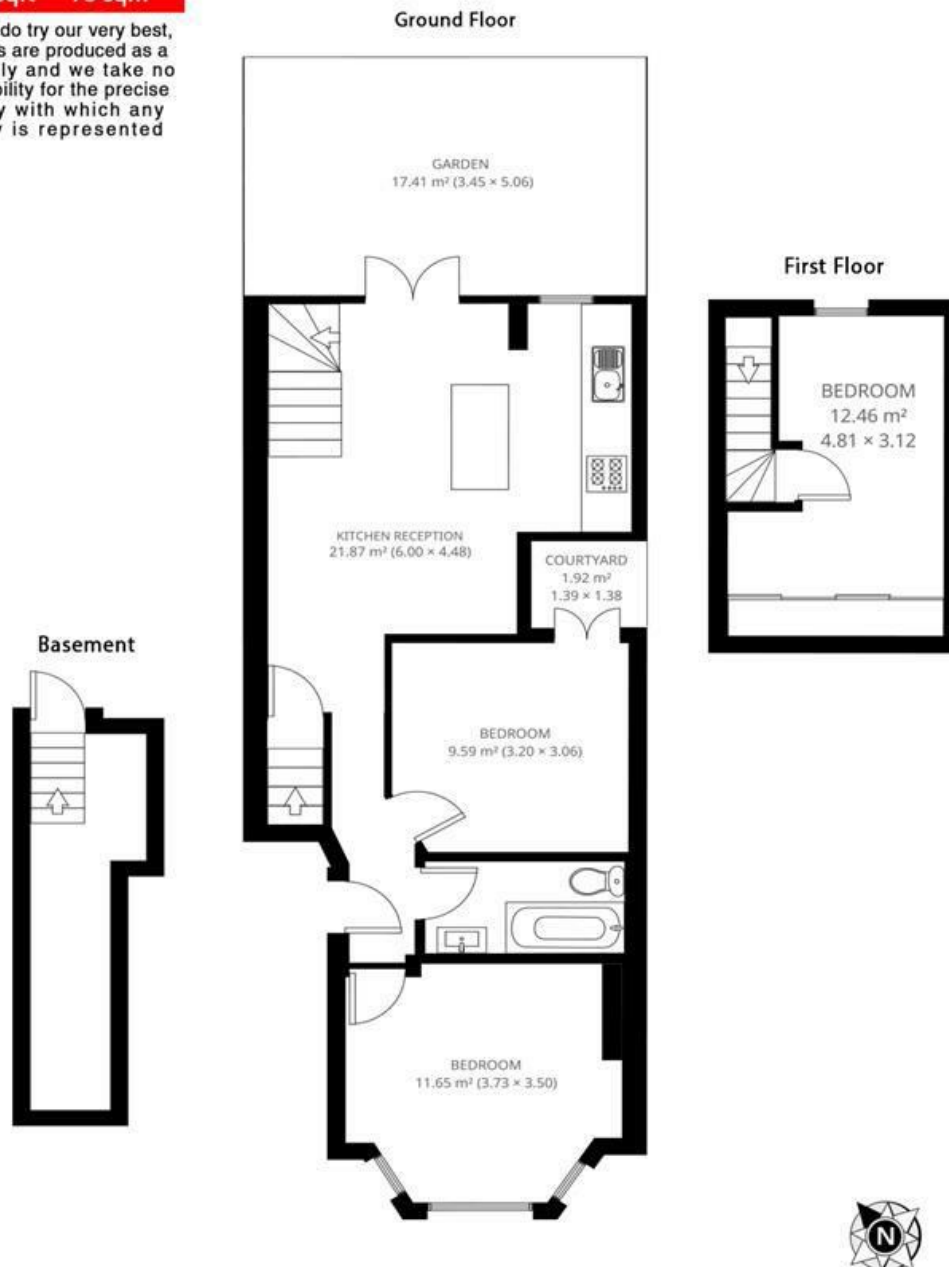 do try our very best,
are produced as a
and we take no
for the precise
with which any
is represented
Ground Floor
GARDEN
17.41 m² (3.45 × 5.06)
First Floor
BEDROOM
12.46 m²
4.81 × 3.12
KITCHEN RECEPTION
21.87 m² (6.00 × 4.48)
COURTYARD
1.92 m²
1.39 × 1.38
Basement
BEDROOM
9.59 m² (3.20 × 3.06)
BEDROOM
11.65 m² (3.73 × 3.50)
N